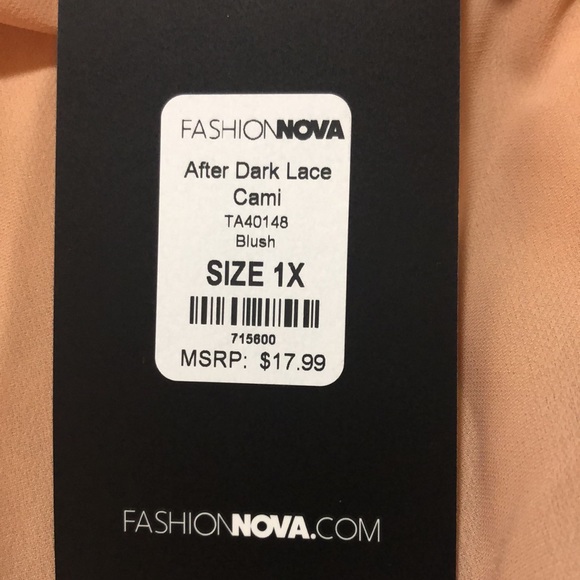 FASHIONNOVA
After Dark Lace
Cami
TA40148
Blush
SIZE 1X
715600
MSRP: $17.99
FASHIONNOVA.COM